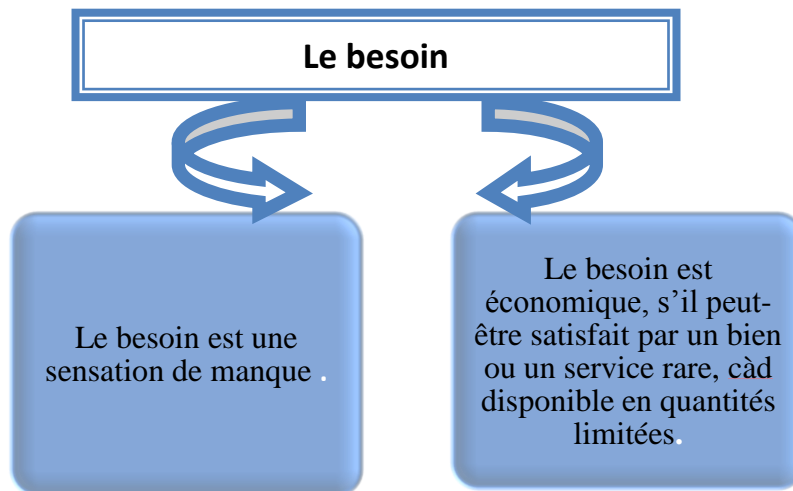 Le besoin
Le besoin est une
sensation de manque .
Le besoin est
économique, s’il peut-
être satisfait par un bien
ou un service rare, càd
disponible en quantités
limitées.